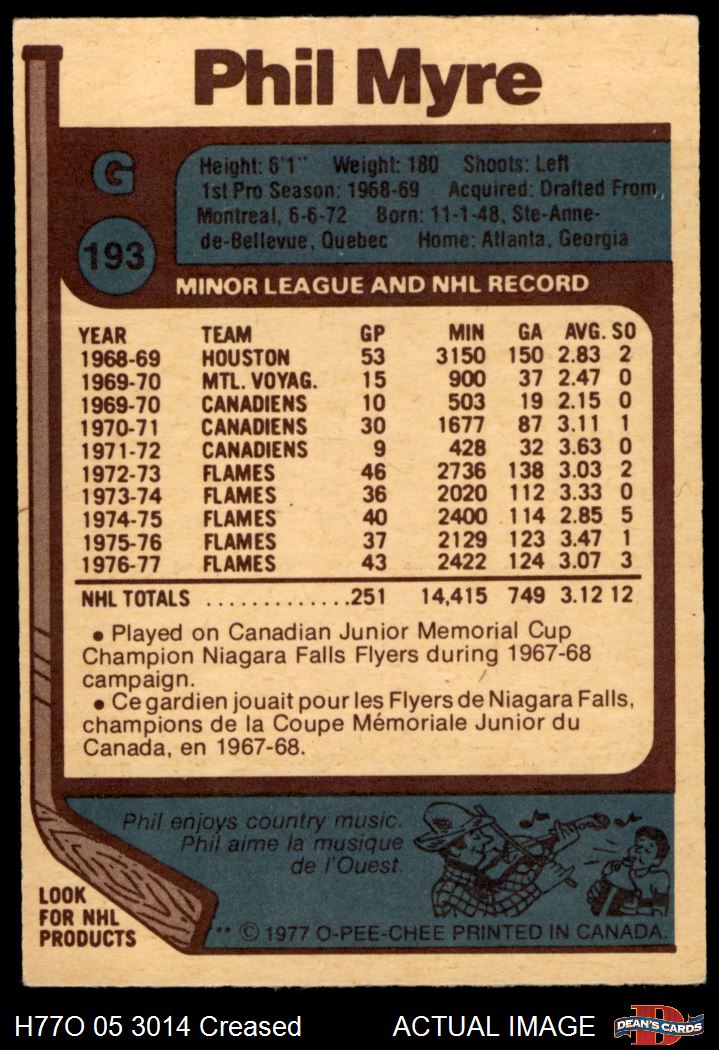 Phil Myre
G
193
Height: 6'1" Weight: 180 Shoots: Left
1st Pro Season: 1968-69 Acquired: Drafted From
Montreal, 6-6-72 Born: 11-1-48, Ste-Anne-
de-Bellevue, Quebec Home: Atlanta, Georgia
MINOR LEAGUE AND NHL RECORD
YEAR TEAM GP MIN GA AVG. SO
1968-69 HOUSTON 53 3150 150 2.83 2
1969-70 MTL. VOYAG. 15 900 37 2.47 0
1969-70 CANADIENS 10 503 19 2.15 0
1970-71 CANADIENS 30 1677 87 3.11 1
1971-72 CANADIENS 9 428 32 3.63 0
1972-73 FLAMES 46 2736 138 3.03 2
1973-74 FLAMES 36 2020 112 3.33 0
1974-75 FLAMES 40 2400 114 2.85 5
1975-76 FLAMES 37 2129 123 3.47 1
1976-77 FLAMES 43 2422 124 3.07 3
NHL TOTALS .............251 14,415 749 3.12 12
• Played on Canadian Junior Memorial Cup
Champion Niagara Falls Flyers during 1967-68
campaign.
• Ce gardien jouait pour les Flyers de Niagara Falls,
champions de la Coupe Mémoriale Junior du
Canada, en 1967-68.
Phil enjoys country music.
Phil aime la musique
de l'Ouest.
LOOK
FOR NHL
PRODUCTS
** © 1977 O-PEE-CHEE PRINTED IN CANADA.
H77O 05 3014 Creased ACTUAL IMAGE
DEAN'S CARDS